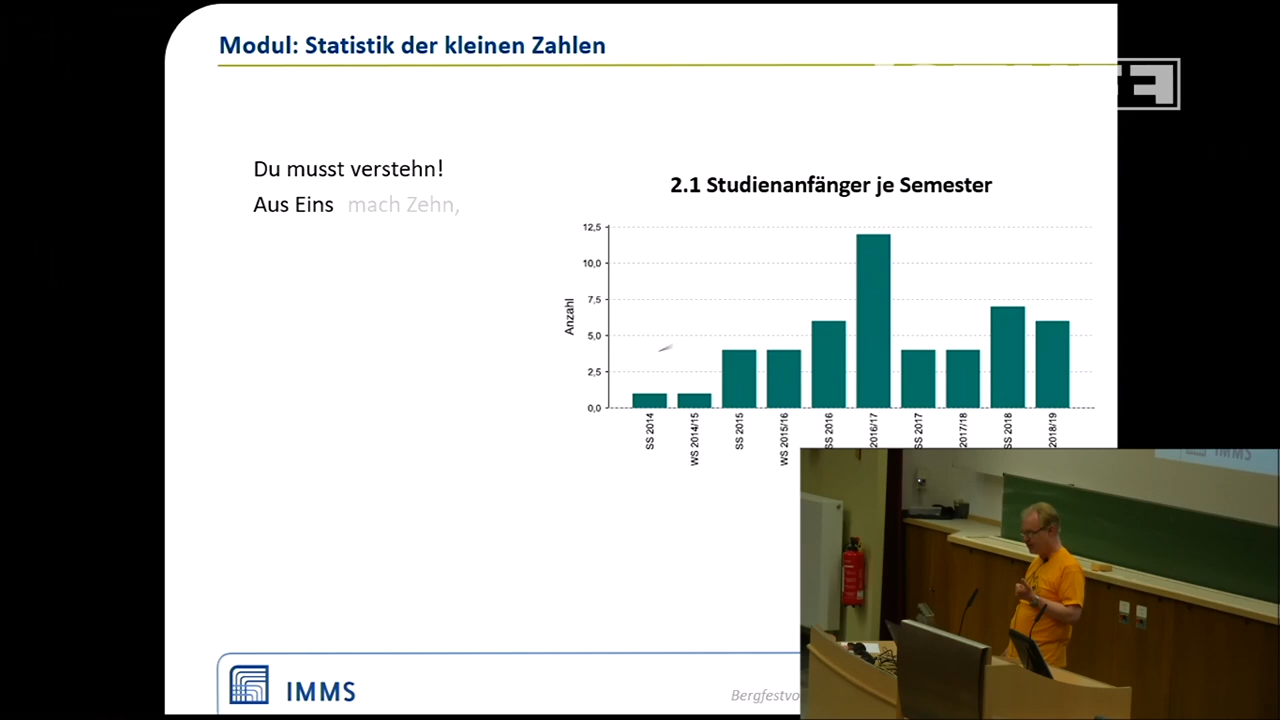 Modul: Statistik der kleinen Zahlen
Du musst verstehn!
Aus Eins mach Zehn,
2.1 Studienanfänger je Semester
12,5
10,0
7,5
5,0
2,5
0,0
Anzahl
SS 2014
WS 2014/15
SS 2015
WS 2015/16
SS 2016
2016/17
SS 2017
2017/18
SS 2018
2018/19
IMMS
Bergfestvo
IMMS